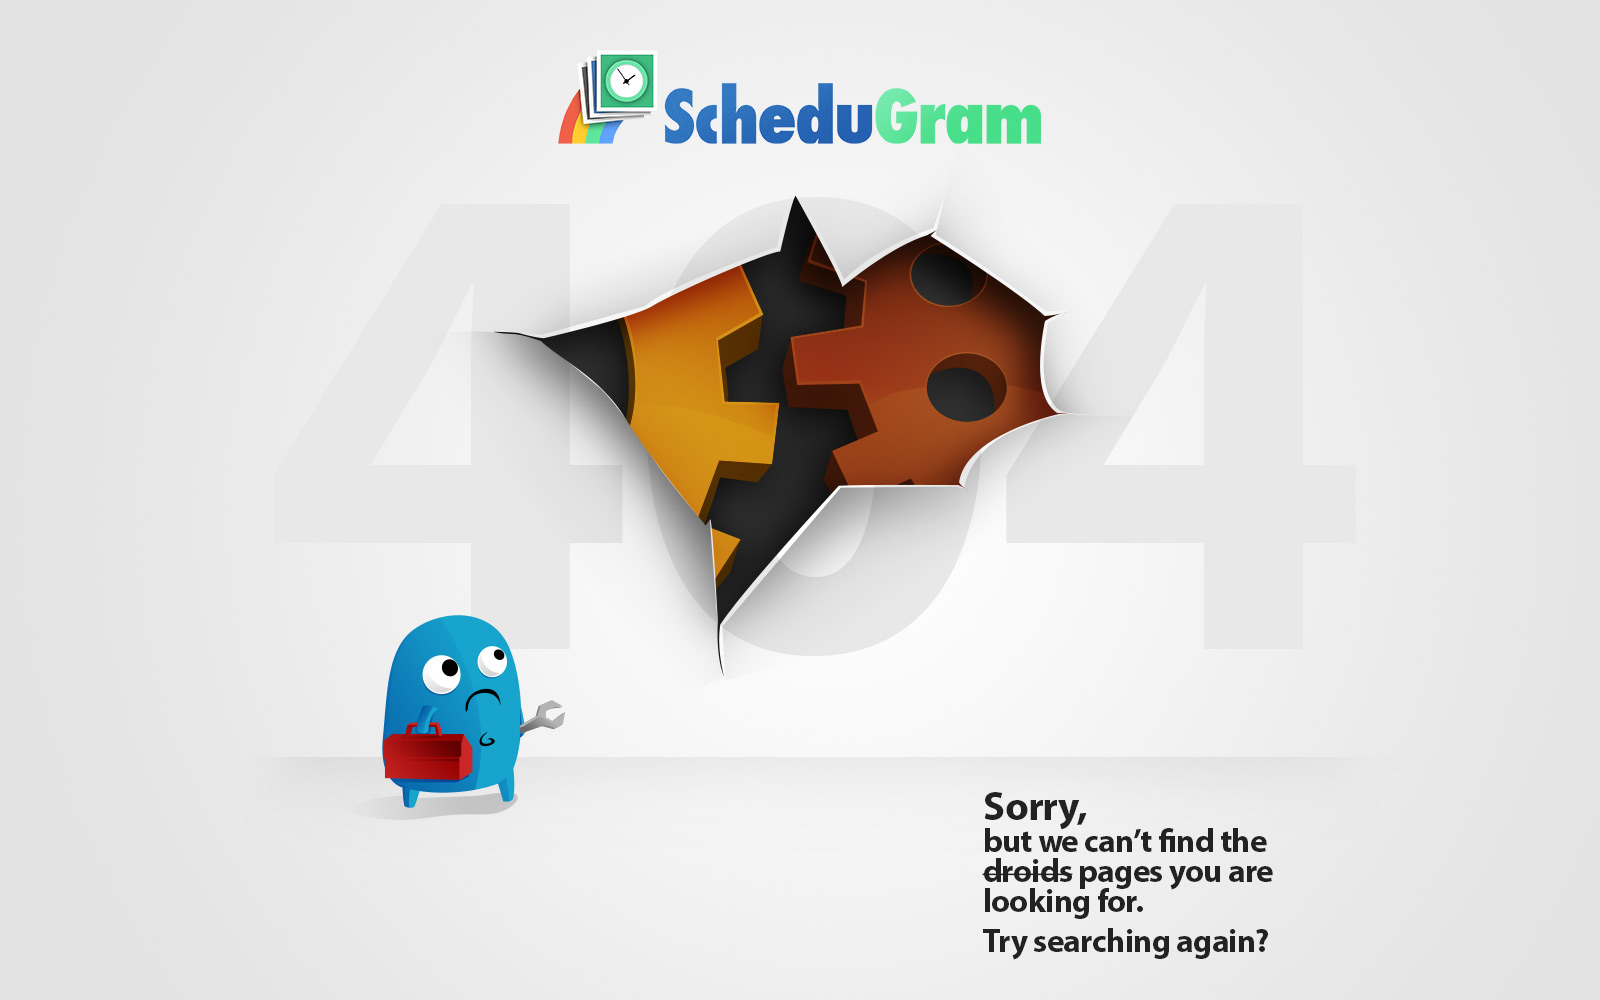 ScheduGram
404
Sorry,
but we can’t find the
droids pages you are
looking for.
Try searching again?